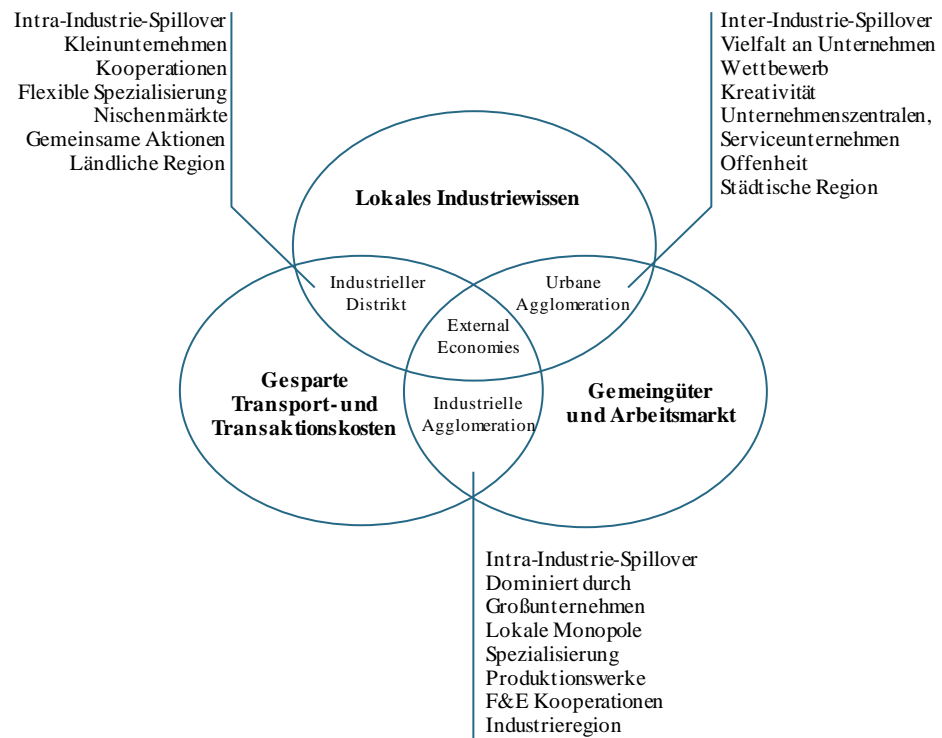 Intra-Industrie-Spillover
Kleinunternehmen
Kooperationen
Flexible Spezialisierung
Nischenmärkte
Gemeinsame Aktionen
Ländliche Region
Inter-Industrie-Spillover
Vielfalt an Unternehmen
Wettbewerb
Kreativität
Unternehmenszentralen,
Serviceunternehmen
Offenheit
Städtische Region
Lokales Industriewissen
Industrieller
Distrikt
Urbane
Agglomeration
External
Economies
Gesparte
Transport- und
Transaktionskosten
Industrielle
Agglomeration
Gemeingüter
und Arbeitsmarkt
Intra-Industrie-Spillover
Dominiert durch
Großunternehmen
Lokale Monopole
Spezialisierung
Produktionswerke
F&E Kooperationen
Industrieregion